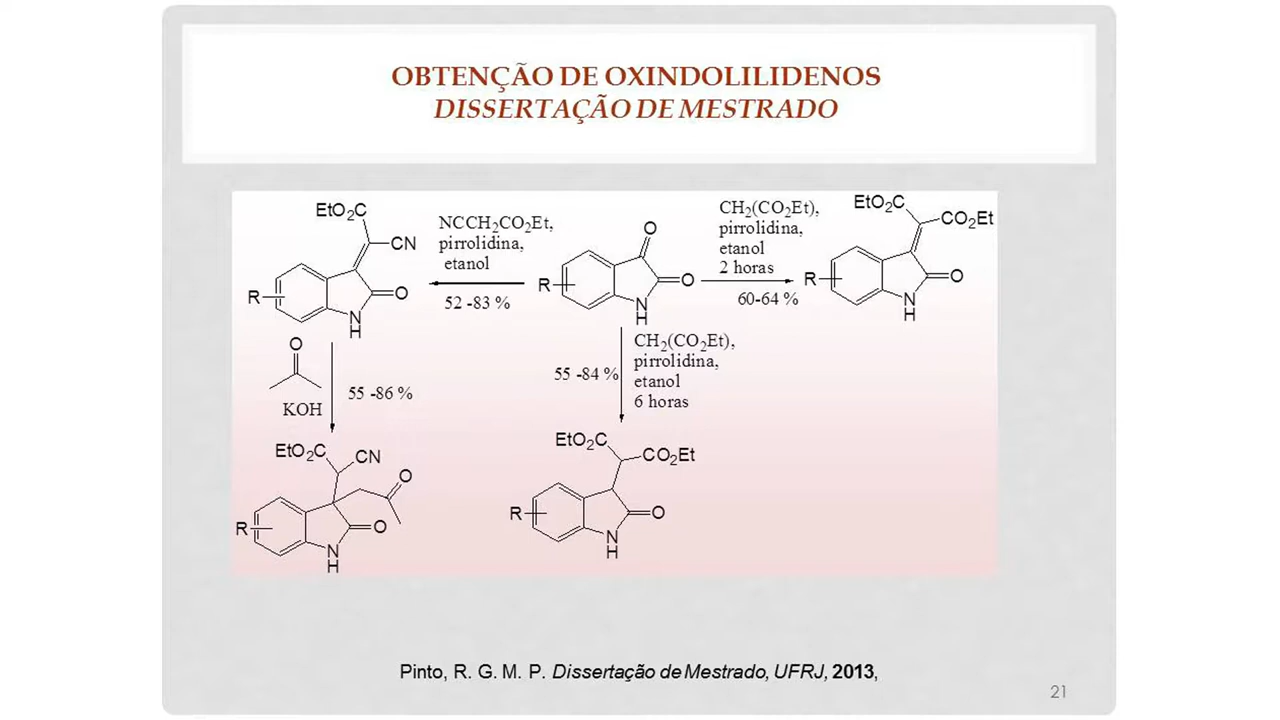 OBTENÇÃO DE OXINDOLILIDENOS
DISSERTAÇÃO DE MESTRADO
EtO₂C
CN
R
O
N
H
NCCH₂CO₂Et,
pirrolidina,
etanol
52 -83 %
O
R
O
N
H
CH₂(CO₂Et),
pirrolidina,
etanol
2 horas
60-64 %
EtO₂C
CO₂Et
R
O
N
H
O
KOH
55 -86 %
55 -84 %
CH₂(CO₂Et),
pirrolidina,
etanol
6 horas
EtO₂C
CN
O
R
O
N
H
EtO₂C
CO₂Et
R
O
N
H
Pinto, R. G. M. P. Dissertação de Mestrado, UFRJ, 2013,
21